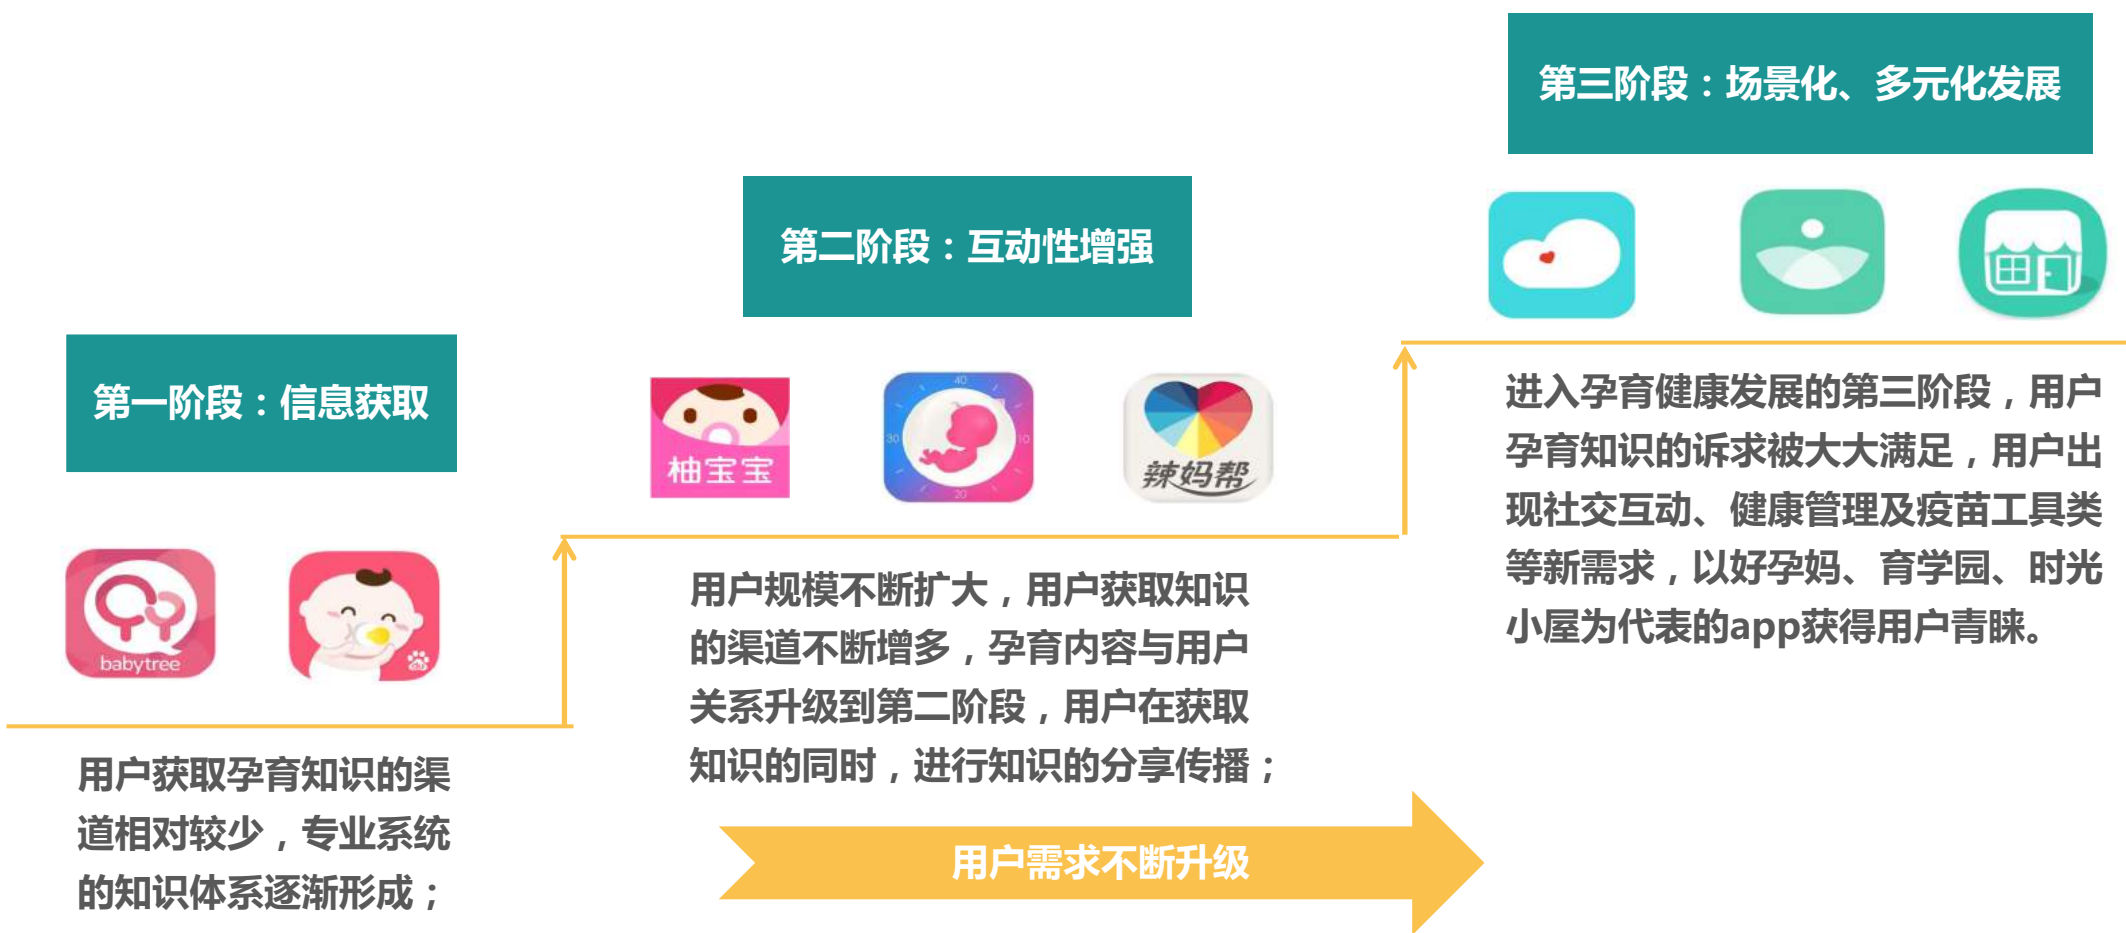 第一阶段：信息获取
babytree
用户获取孕育知识的渠
道相对较少，专业系统
的知识体系逐渐形成；
第二阶段：互动性增强
柚宝宝
40
30
10
20
辣妈帮
用户规模不断扩大，用户获取知识
的渠道不断增多，孕育内容与用户
关系升级到第二阶段，用户在获取
知识的同时，进行知识的分享传播；
第三阶段：场景化、多元化发展
进入孕育健康发展的第三阶段，用户
孕育知识的诉求被大大满足，用户出
现社交互动、健康管理及疫苗工具类
等新需求，以好孕妈、育学园、时光
小屋为代表的app获得用户青睐。
用户需求不断升级